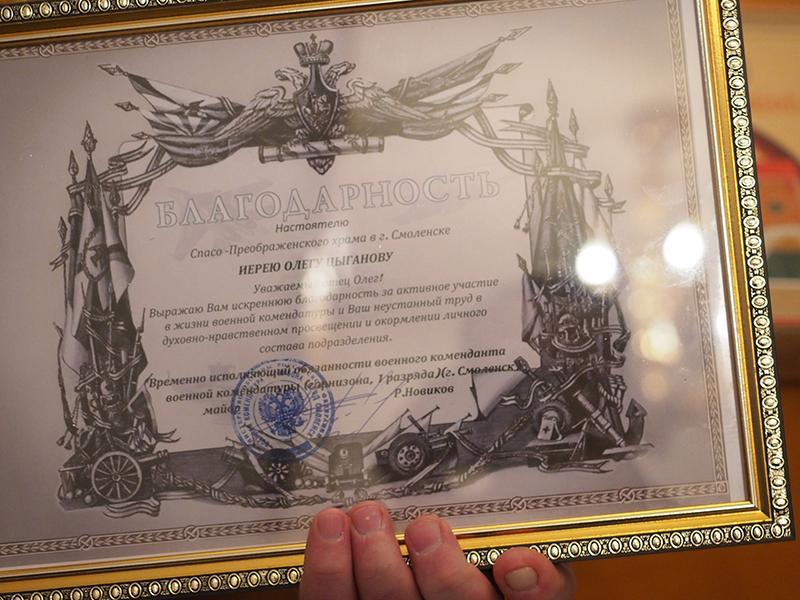 БЛАГОДАРНОСТЬ
Настоятелю
Спасо -Преображенского храма в г. Смоленске
ИЕРЕЮ ОЛЕГУ ЦЫГАНОВУ
Уважаемый отец Олег!
Выражаю Вам искреннюю благодарность за активное участие
в жизни военной комендатуры и Ваш неустанный труд в
духовно-нравственном просвещении и окормлении личного
состава подразделения.
Временно исполняющий обязанности военного коменданта
военной комендатуры (гарнизона, 1 разряда)(г. Смоленск)
майор Р.Новиков